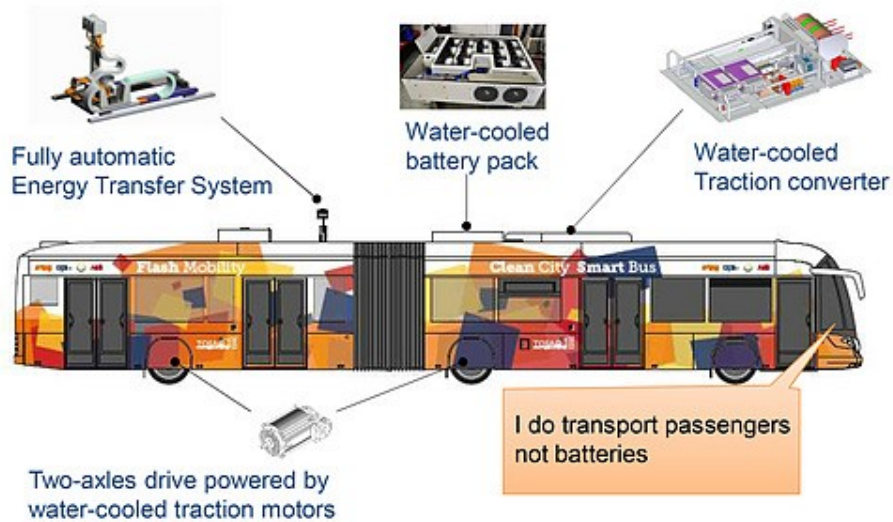 Fully automatic
Energy Transfer System
Water-cooled
battery pack
Water-cooled
Traction converter
Flash Mobility
Clean City Smart Bus
TOSA
I do transport passengers
not batteries
Two-axles drive powered by
water-cooled traction motors